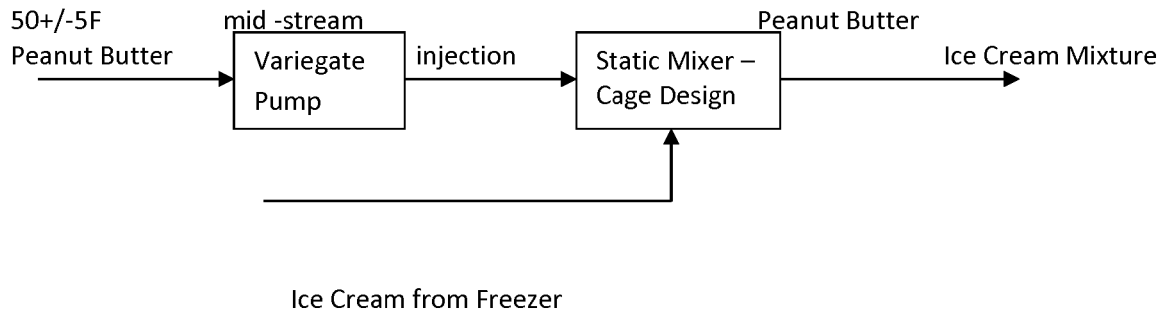 50+/-5F mid -stream Peanut Butter
Peanut Butter Variegate Pump injection Static Mixer – Cage Design Ice Cream Mixture
Ice Cream from Freezer